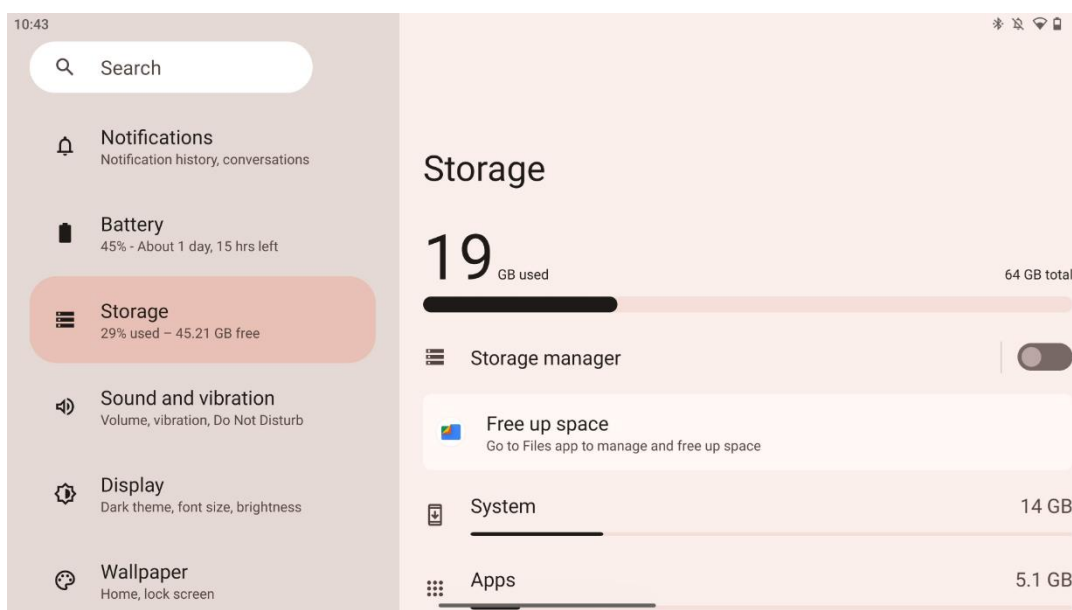 10:43
Search
Notifications
Notification history, conversations
Battery
45% - About 1 day, 15 hrs left
Storage
29% used – 45.21 GB free
Sound and vibration
Volume, vibration, Do Not Disturb
Display
Dark theme, font size, brightness
Wallpaper
Home, lock screen
Storage
19 GB used
64 GB total
Storage manager
Free up space
Go to Files app to manage and free up space
System 14 GB
Apps 5.1 GB